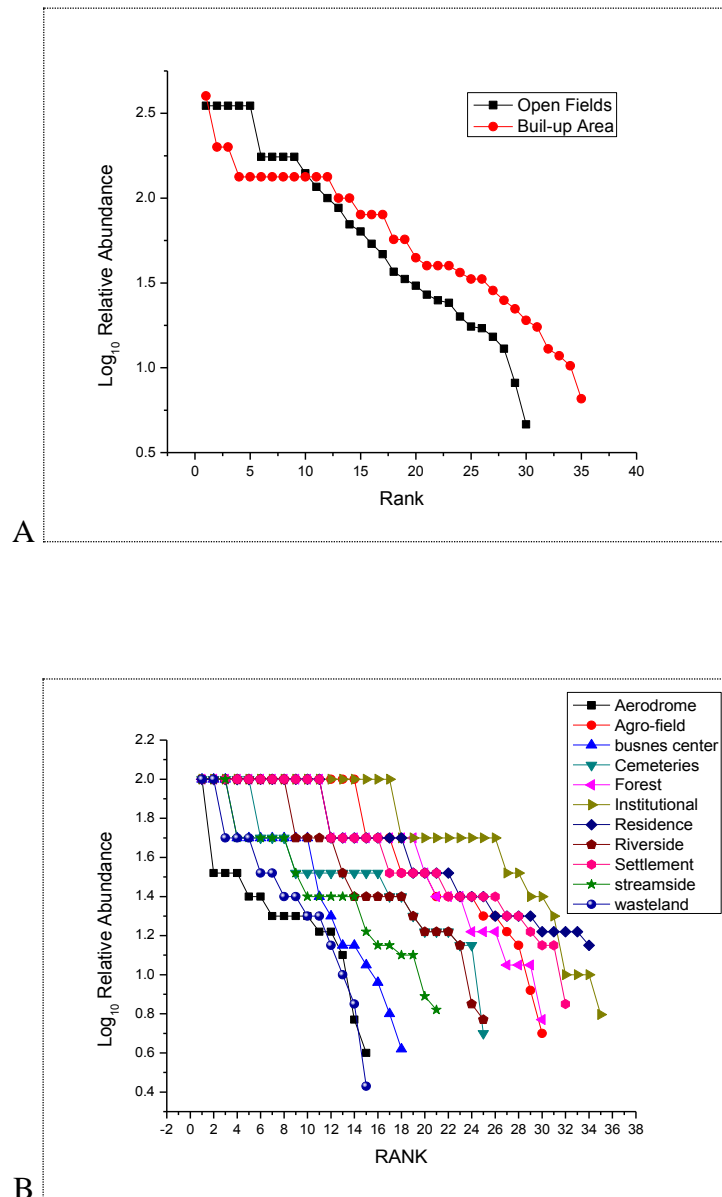 2.5
2.0
1.5
1.0
0.5
Log10 Relative Abundance
Open Fields
Buil-up Area
0 5 10 15 20 25 30 35 40
Rank
A
2.2
2.0
1.8
1.6
1.4
1.2
1.0
0.8
0.6
0.4
Log10 Relative Abundance
Aerodrome
Agro-field
busnes center
Cemeteries
Forest
Institutional
Residence
Riverside
Settlement
streamside
wasteland
-2 0 2 4 6 8 10 12 14 16 18 20 22 24 26 28 30 32 34 36 38
RANK
B